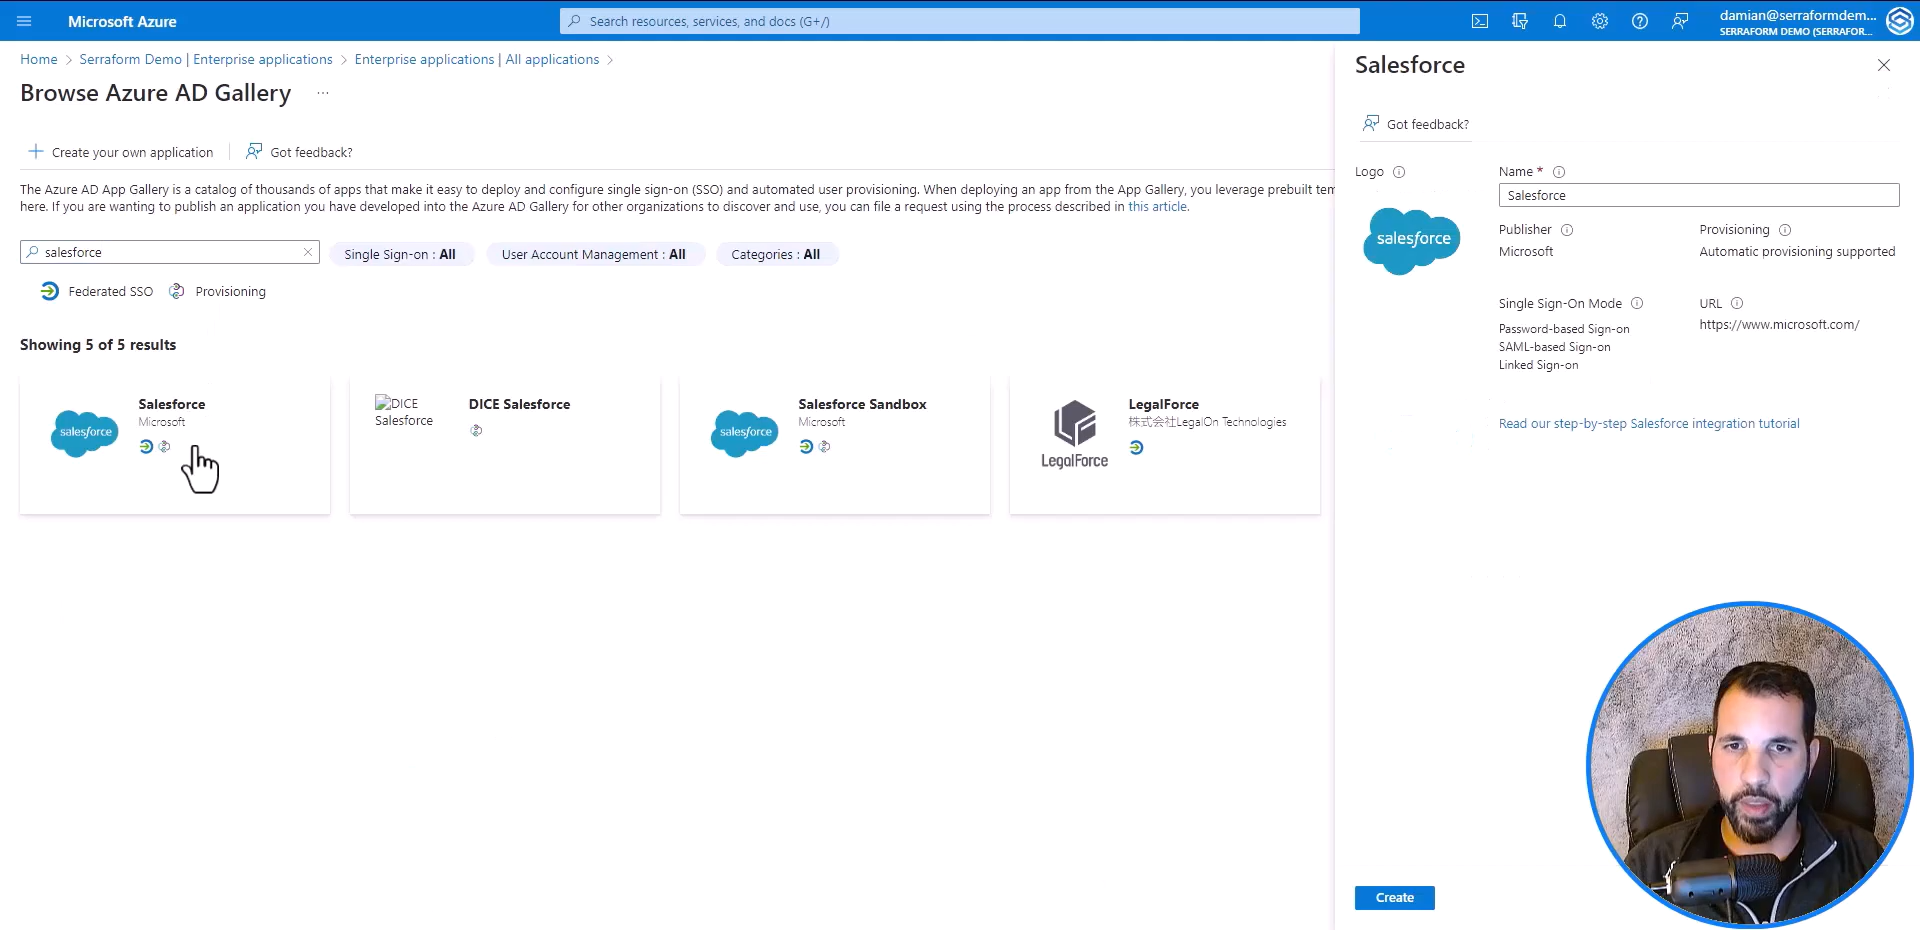 Microsoft Azure
Search resources, services, and docs (G+/)
damian@serraformdem...
SERRAFORM DEMO (SERRAFOR...
Home > Serraform Demo | Enterprise applications > Enterprise applications | All applications >
Browse Azure AD Gallery ...
Create your own application
Got feedback?
The Azure AD App Gallery is a catalog of thousands of apps that make it easy to deploy and configure single sign-on (SSO) and automated user provisioning. When deploying an app from the App Gallery, you leverage prebuilt
here. If you are wanting to publish an application you have developed into the Azure AD Gallery for other organizations to discover and use, you can file a request using the process described in this article.
salesforce
Single Sign-on : All
User Account Management : All
Categories : All
Federated SSO
Provisioning
Showing 5 of 5 results
salesforce
Salesforce
Microsoft
DICE
Salesforce
DICE Salesforce
salesforce
Salesforce Sandbox
Microsoft
LegalForce
LegalForce
株式会社LegalOn Technologies
Salesforce
Got feedback?
Logo
salesforce
Name *
Salesforce
Publisher
Microsoft
Provisioning
Automatic provisioning supported
Single Sign-On Mode
Password-based Sign-on
SAML-based Sign-on
Linked Sign-on
URL
https://www.microsoft.com/
Read our step-by-step Salesforce integration tutorial
Create